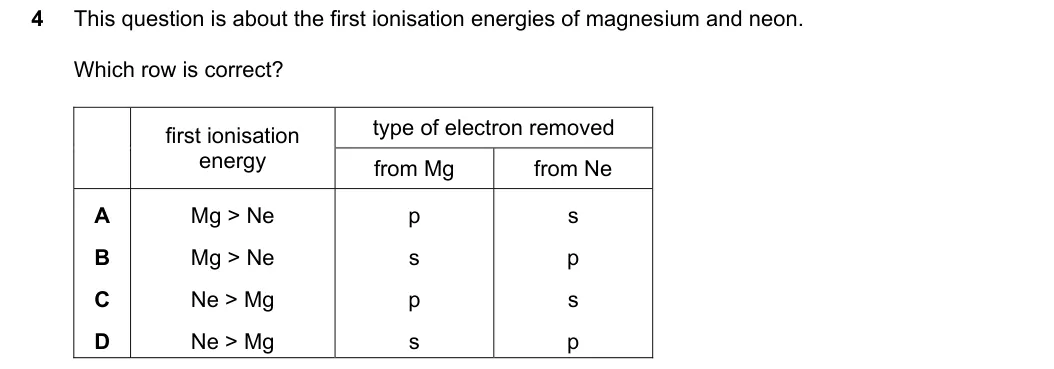 4 This question is about the first ionisation energies of magnesium and neon.
Which row is correct?
first ionisation energy
type of electron removed
from Mg
from Ne
A Mg > Ne p s
B Mg > Ne s p
C Ne > Mg p s
D Ne > Mg s p